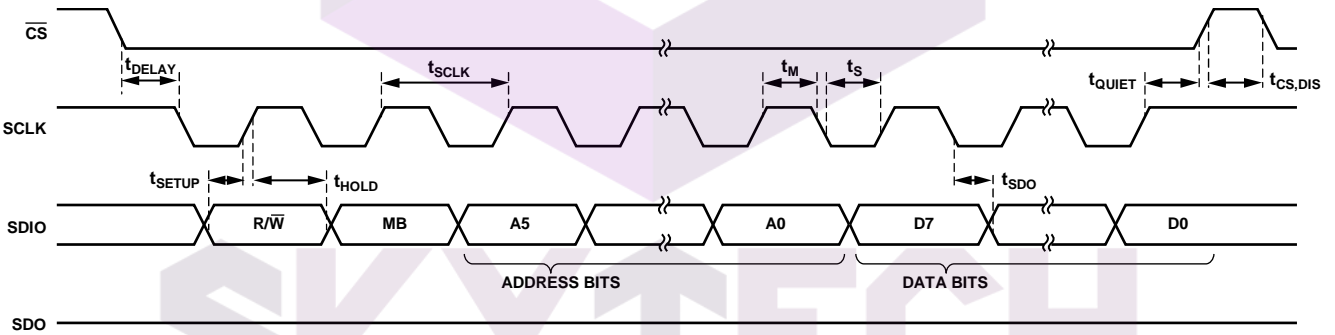 CS
tDELAY
tSCLK
tM
tS
tQUIET
tCS,DIS
SCLK
tSETUP
tHOLD
tSDO
SDIO
R/W
MB
A5
A0
D7
D0
ADDRESS BITS
DATA BITS
SDO
SKYTECH